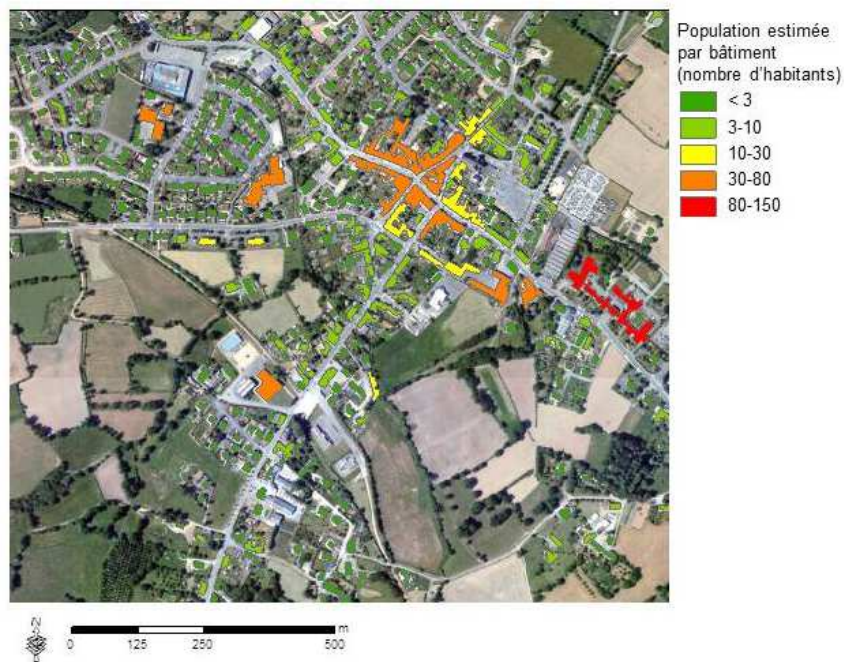 Population estimée
par bâtiment
(nombre d'habitants)
< 3
3-10
10-30
30-80
80-150
N
m
0 125 250 500